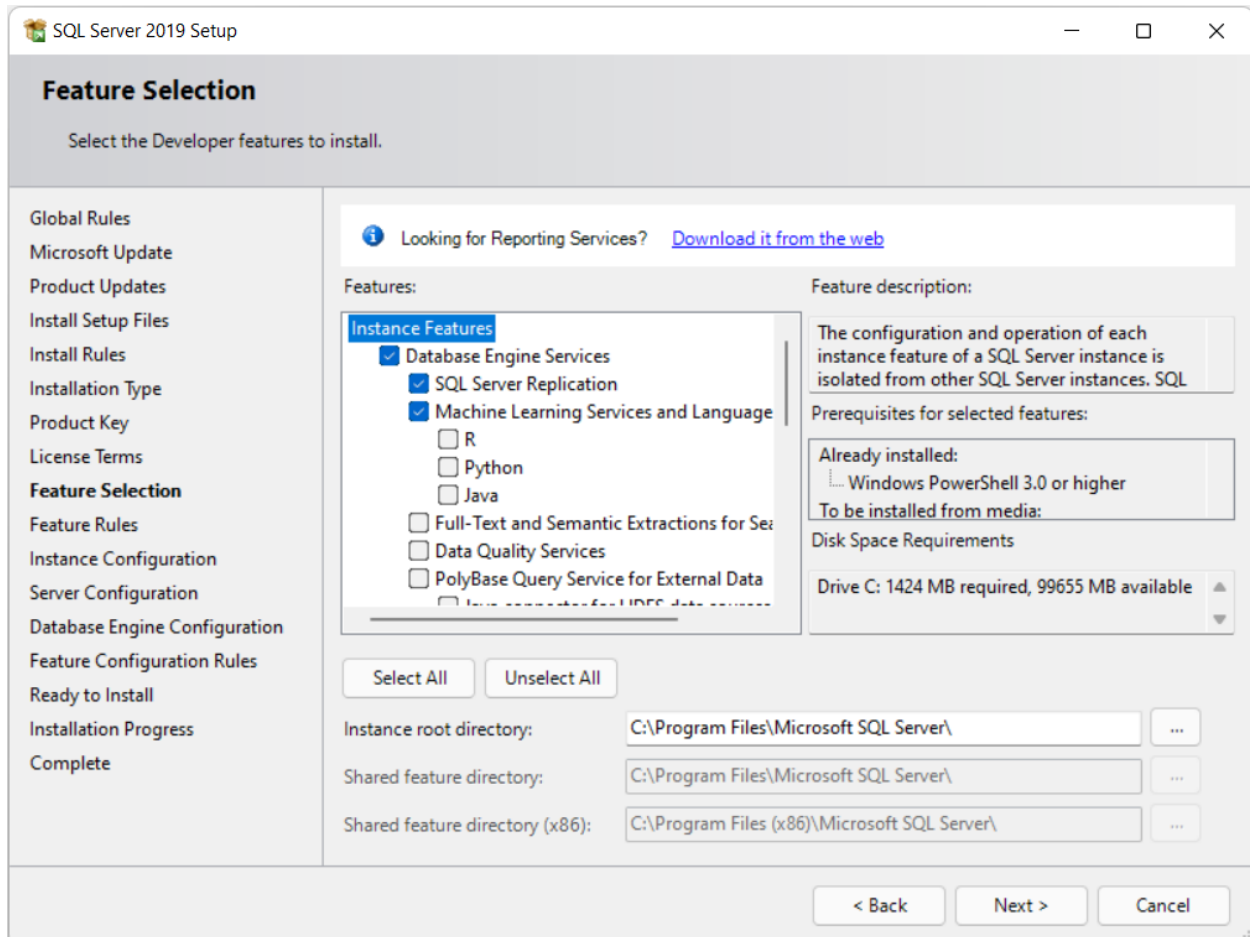 SQL Server 2019 Setup
Feature Selection
Select the Developer features to install.
Global Rules
Microsoft Update
Product Updates
Install Setup Files
Install Rules
Installation Type
Product Key
License Terms
Feature Selection
Feature Rules
Instance Configuration
Server Configuration
Database Engine Configuration
Feature Configuration Rules
Ready to Install
Installation Progress
Complete
Looking for Reporting Services? Download it from the web
Features:
Instance Features
Database Engine Services
SQL Server Replication
Machine Learning Services and Language
R
Python
Java
Full-Text and Semantic Extractions for Sea
Data Quality Services
PolyBase Query Service for External Data
Java connector for HDFS data sources
Feature description:
The configuration and operation of each
instance feature of a SQL Server instance is
isolated from other SQL Server instances. SQL
Prerequisites for selected features:
Already installed:
Windows PowerShell 3.0 or higher
To be installed from media:
Disk Space Requirements
Drive C: 1424 MB required, 99655 MB available
Select All
Unselect All
Instance root directory:
C:\Program Files\Microsoft SQL Server\
...
Shared feature directory:
C:\Program Files\Microsoft SQL Server\
...
Shared feature directory (x86):
C:\Program Files (x86)\Microsoft SQL Server\
...
< Back
Next >
Cancel